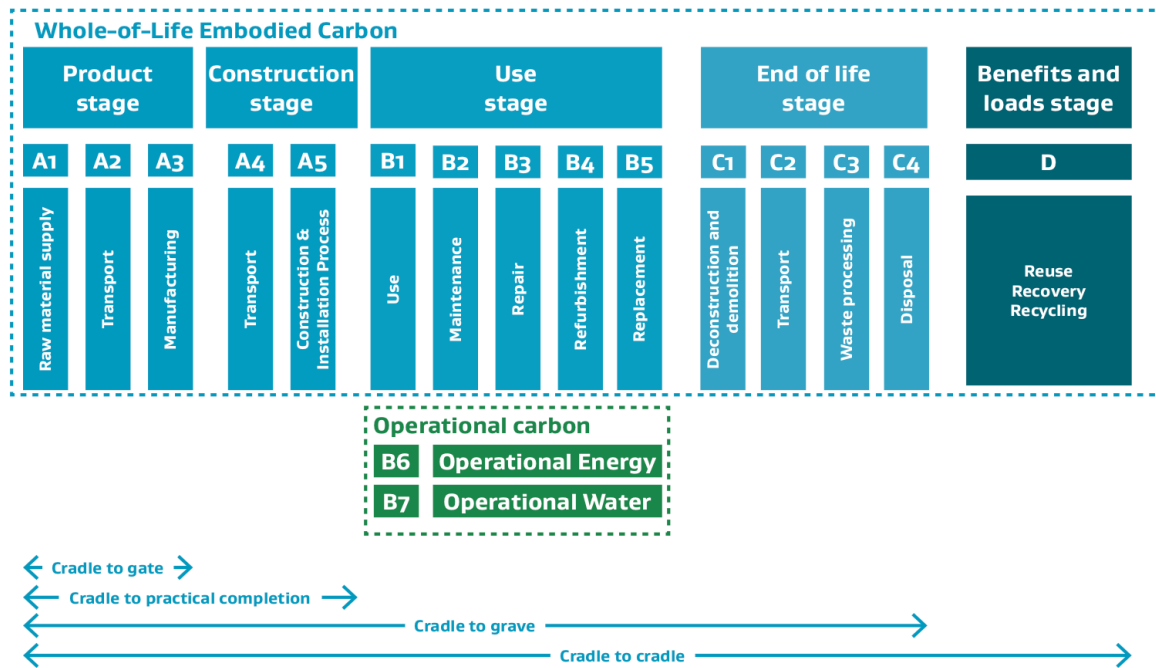 Whole-of-Life Embodied Carbon
Product
stage
Construction
stage
Use
stage
End of life
stage
Benefits and
loads stage
A1
A2
A3
A4
A5
B1
B2
B3
B4
B5
C1
C2
C3
C4
D
Raw material supply
Transport
Manufacturing
Transport
Construction &
Installation Process
Use
Maintenance
Repair
Refurbishment
Replacement
Deconstruction and
demolition
Transport
Waste processing
Disposal
Reuse
Recovery
Recycling
Operational carbon
B6
Operational Energy
B7
Operational Water
Cradle to gate
Cradle to practical completion
Cradle to grave
Cradle to cradle